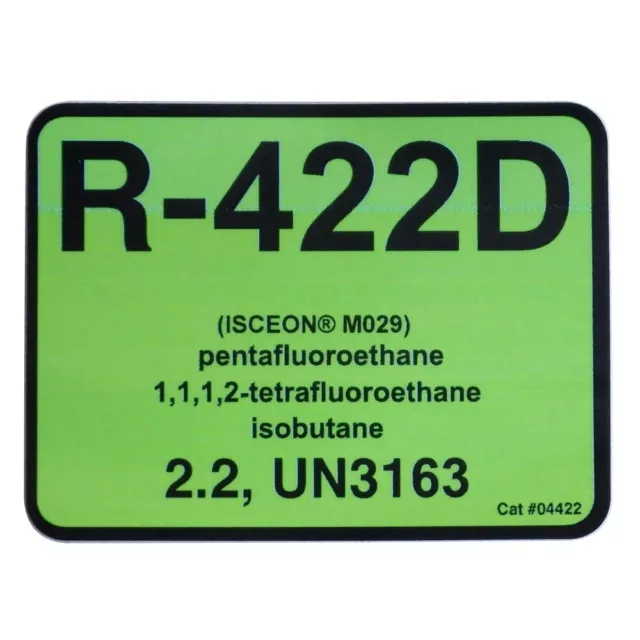 R-422D
(ISCEON® M029)
pentafluoroethane
1,1,1,2-tetrafluoroethane
isobutane
2.2, UN3163
Cat #04422